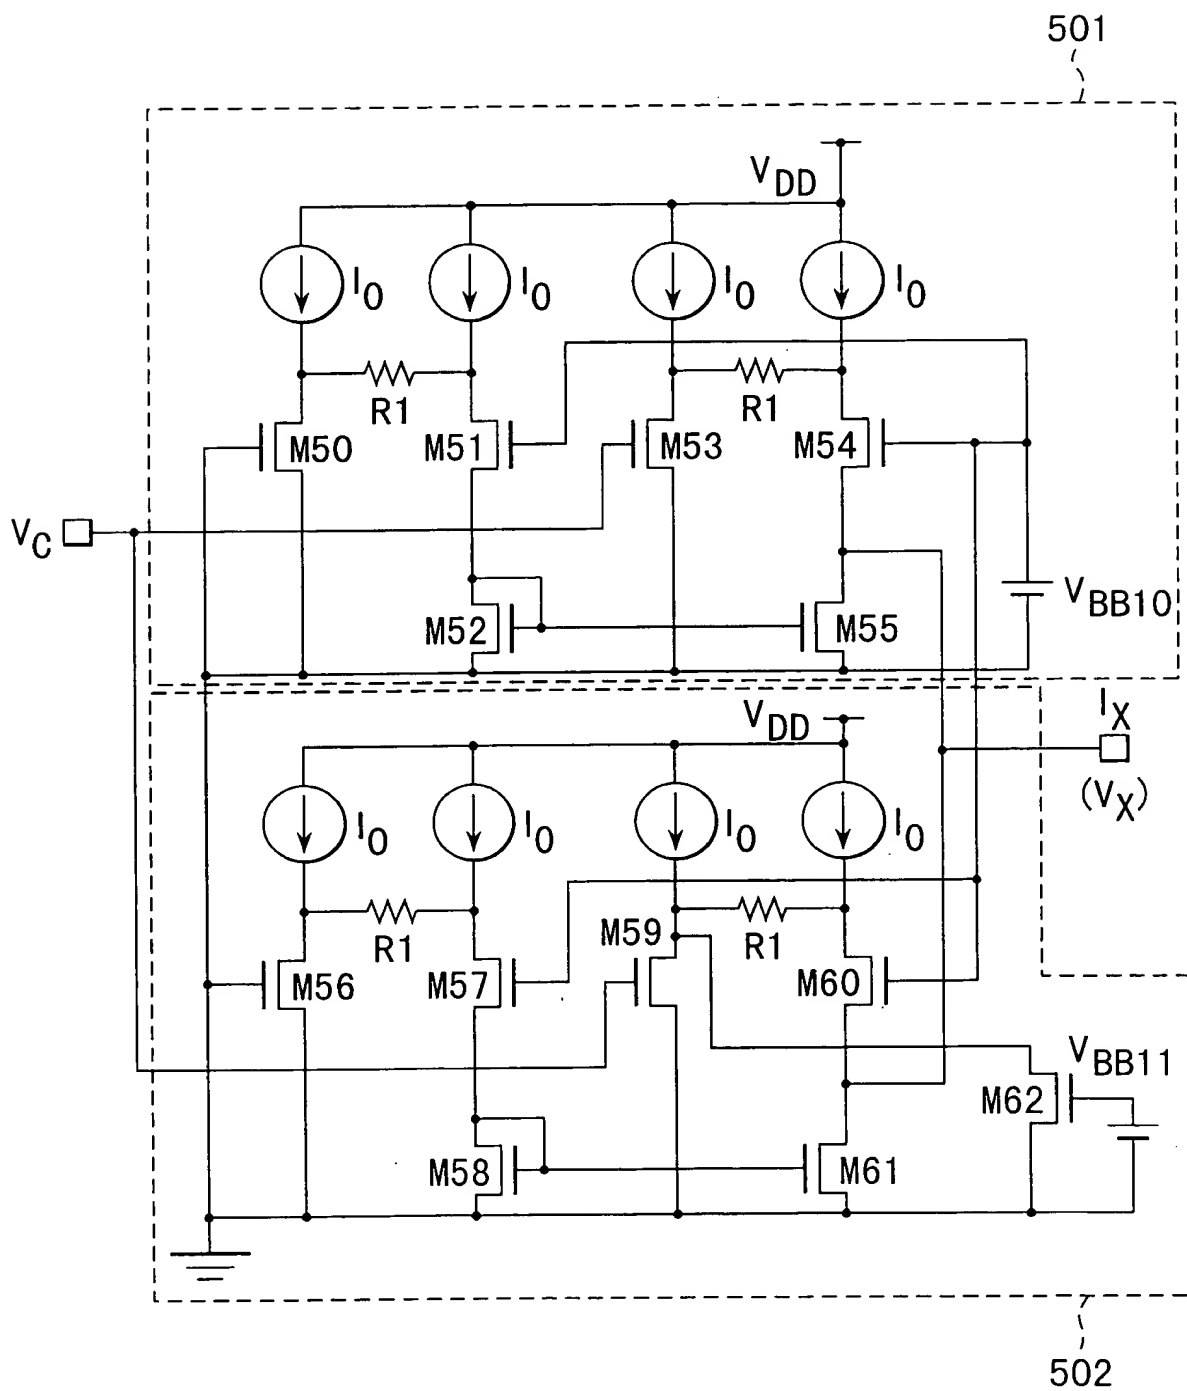 501
VDD
I0 I0 I0 I0
R1 R1
M50 M51 M53 M54
VC
M52 M55 VBB10
VDD IX
(VX)
I0 I0 I0 I0
M59
R1 R1
M56 M57 M60
VBB11
M62
M58 M61
502